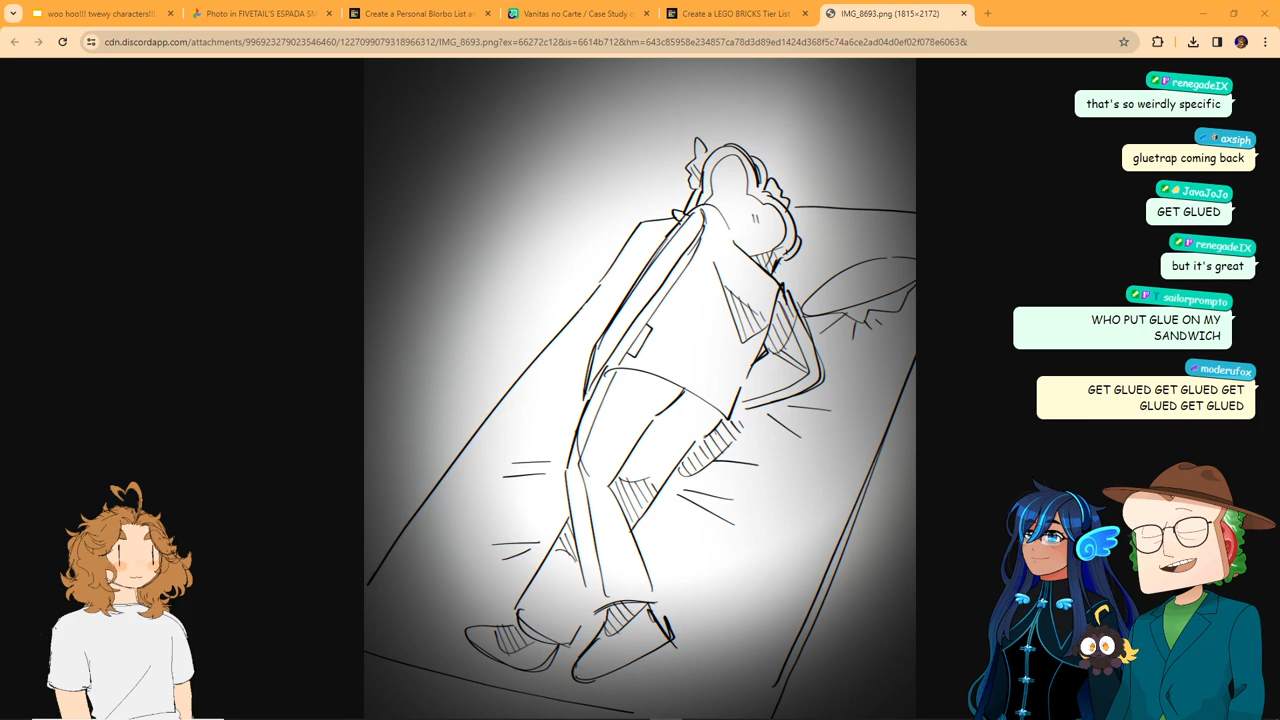 woo hoo!!! twewy characters!!!
Photo in FIVETAIL'S ESPADA SM
Create a Personal Blorbo List an
Vanitas no Carte / Case Study o
Create a LEGO BRICKS Tier List
IMG_8693.png (1815×2172)
cdn.discordapp.com/attachments/996923279023546460/1227099079318966312/IMG_8693.png?ex=66272c12&is=6614b712&hm=643c85958e234857ca78d3d89ed1424d368f5c74a6ce2ad04d0ef02f078e6063&
renegadeIX
that's so weirdly specific
axsiph
gluetrap coming back
JavaJoJo
GET GLUED
renegadeIX
but it's great
sailorprompto
WHO PUT GLUE ON MY
SANDWICH
moderufox
GET GLUED GET GLUED GET
GLUED GET GLUED